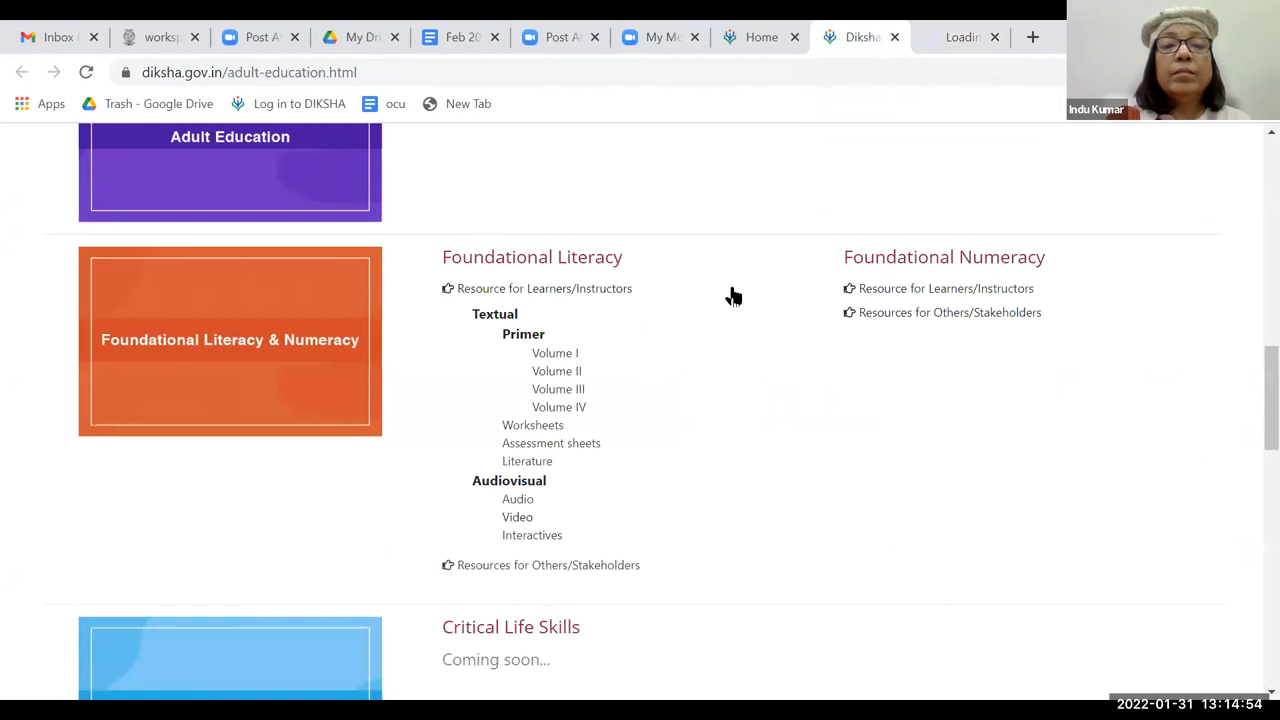 Inbox
worksp
Post A
My Dri
Feb 20
Post A
My Me
Home
Diksha
Loadin
diksha.gov.in/adult-education.html
Apps
Trash - Google Drive
Log in to DIKSHA
ocu
New Tab
Indu Kumar
Adult Education
Foundational Literacy & Numeracy
Foundational Literacy
Resource for Learners/Instructors
Textual
Primer
Volume I
Volume II
Volume III
Volume IV
Worksheets
Assessment sheets
Literature
Audiovisual
Audio
Video
Interactives
Resources for Others/Stakeholders
Foundational Numeracy
Resource for Learners/Instructors
Resources for Others/Stakeholders
Critical Life Skills
Coming soon...
2022-01-31 13:14:54